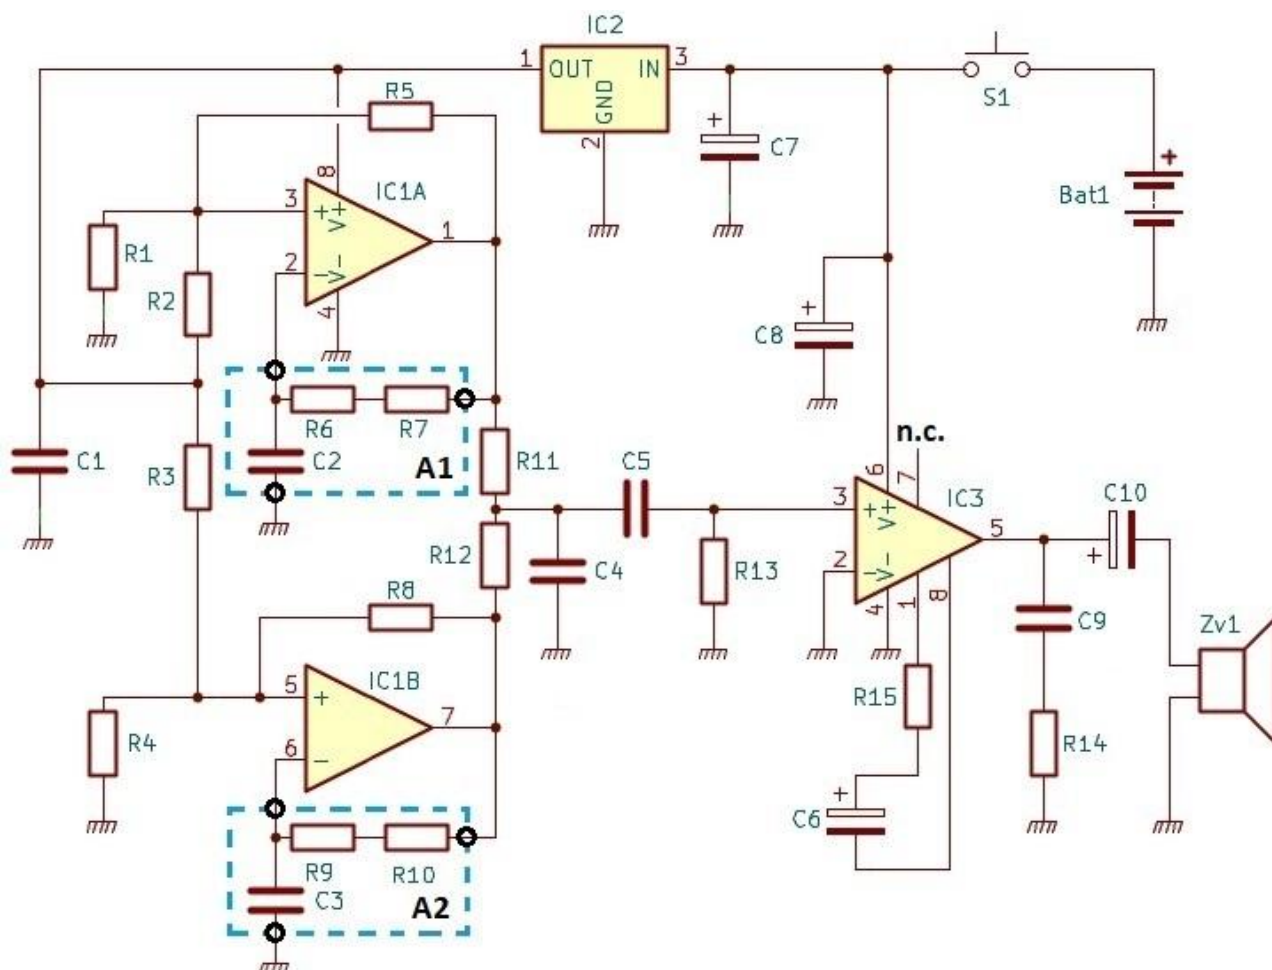 IC2
1 OUT IN 3
GND
2
S1
R5
+
C7
+
Bat1
8
IC1A
3 + V+
1
2 − V-
4
R1
R2
+
C8
R6 R7
C1
R3
C2
A1
R11
C5
n.c.
6 7
IC3
3 + V+
5
2 − V-
4 1 8
C10
+
R12
C4
R13
R8
C9
Zv1
5 +
IC1B
7
6 −
R4
R15
R14
+
C6
R9 R10
C3
A2